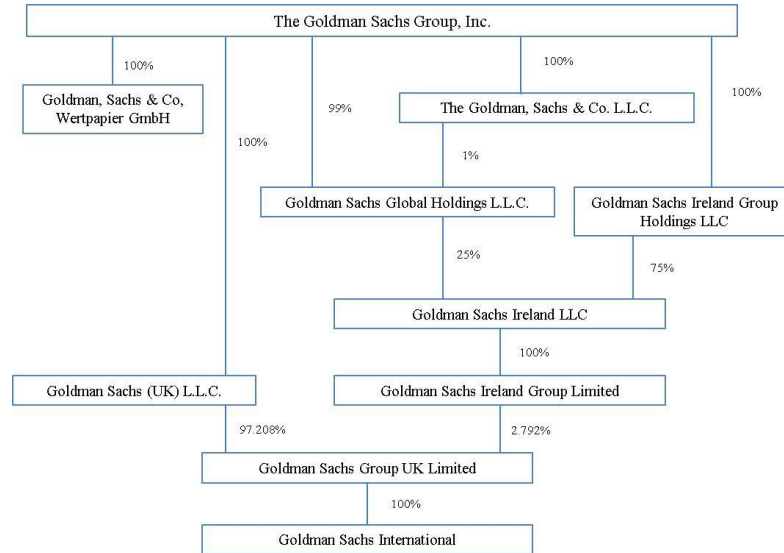 The Goldman Sachs Group, Inc.
100%
100%
100%
Goldman, Sachs & Co,
Wertpapier GmbH
99%
The Goldman, Sachs & Co. L.L.C.
100%
1%
Goldman Sachs Global Holdings L.L.C.
Goldman Sachs Ireland Group
Holdings LLC
25%
75%
Goldman Sachs Ireland LLC
100%
Goldman Sachs (UK) L.L.C.
Goldman Sachs Ireland Group Limited
97.208%
2.792%
Goldman Sachs Group UK Limited
100%
Goldman Sachs International